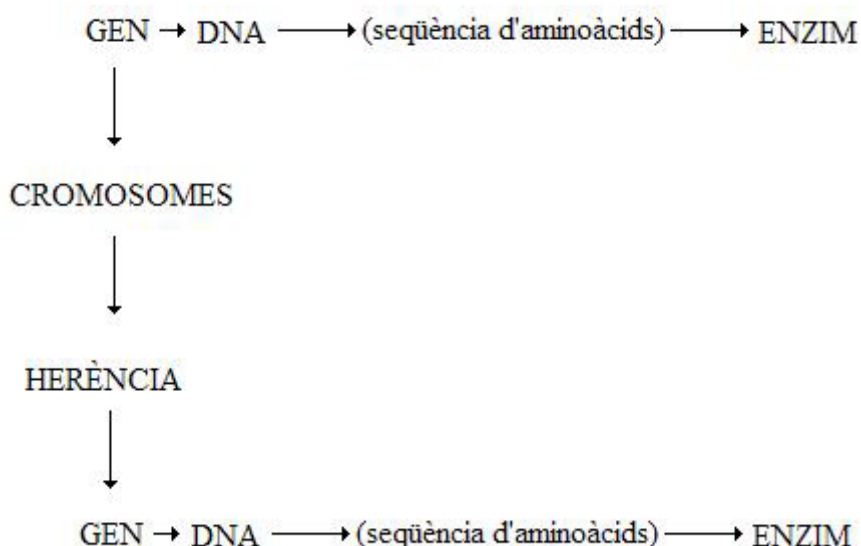 GEN → DNA → (seqüència d'aminoàcids) → ENZIM
CROMOSOMES
HERÈNCIA
GEN → DNA → (seqüència d'aminoàcids) → ENZIM